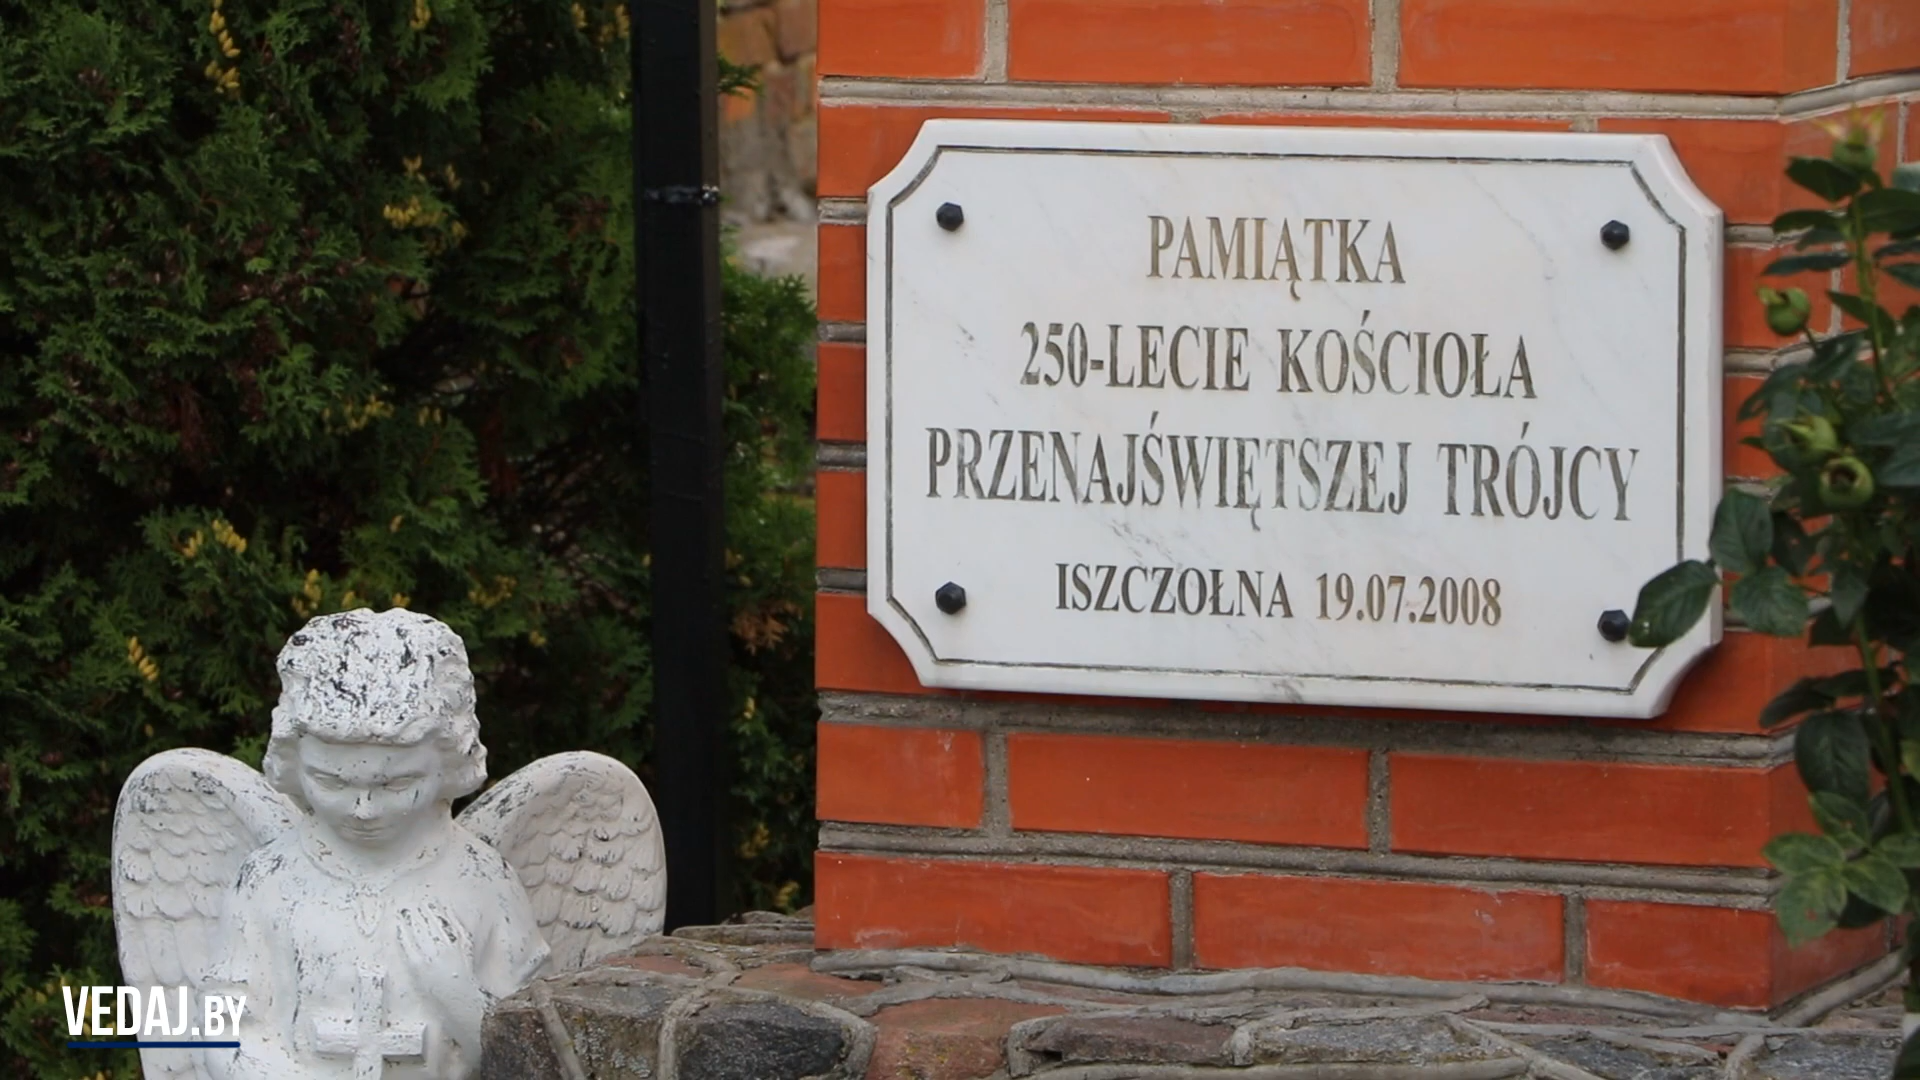 PAMIĄTKA
250-LECIE KOŚCIOŁA
PRZENAJŚWIĘTSZEJ TRÓJCY
ISZCZOŁNA 19.07.2008
VEDAJ.BY